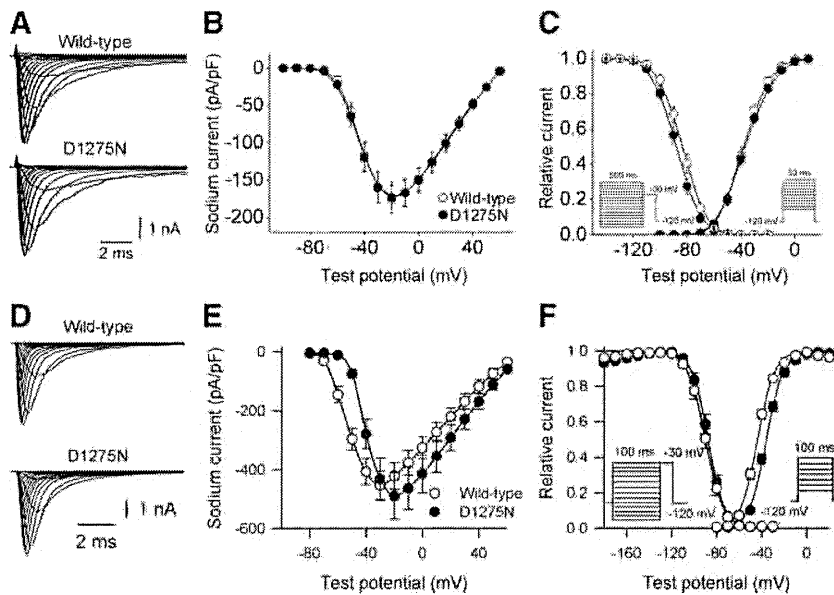 A
Wild-type
D1275N
1 nA
2 ms
B
Sodium current (pA/pF)
0
-50
-100
-150
-200
Wild-type
D1275N
-80 -40 0 40
Test potential (mV)
C
Relative current
1.0
0.8
0.6
0.4
0.2
0.0
500 ms
-30 mV
-120 mV
-120 mV
-120 -80 -40 0
Test potential (mV)
D
Wild-type
D1275N
1 nA
2 ms
E
Sodium current (pA/pF)
0
-200
-400
-600
Wild-type
D1275N
-80 -40 0 40
Test potential (mV)
F
Relative current
1.0
0.8
0.6
0.4
0.2
0.0
100 ms
+30 mV
-120 mV
100 ms
-120
-160 -120 -80 -40 0
Test potential (mV)